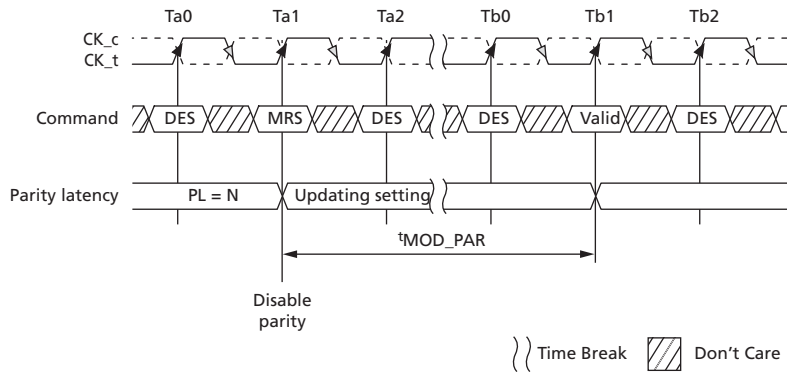 Ta0 Ta1 Ta2 Tb0 Tb1 Tb2
CK_c
CK_t
Command DES MRS DES DES Valid DES
Parity latency PL = N Updating setting
tMOD_PAR
Disable
parity
Time Break Don't Care